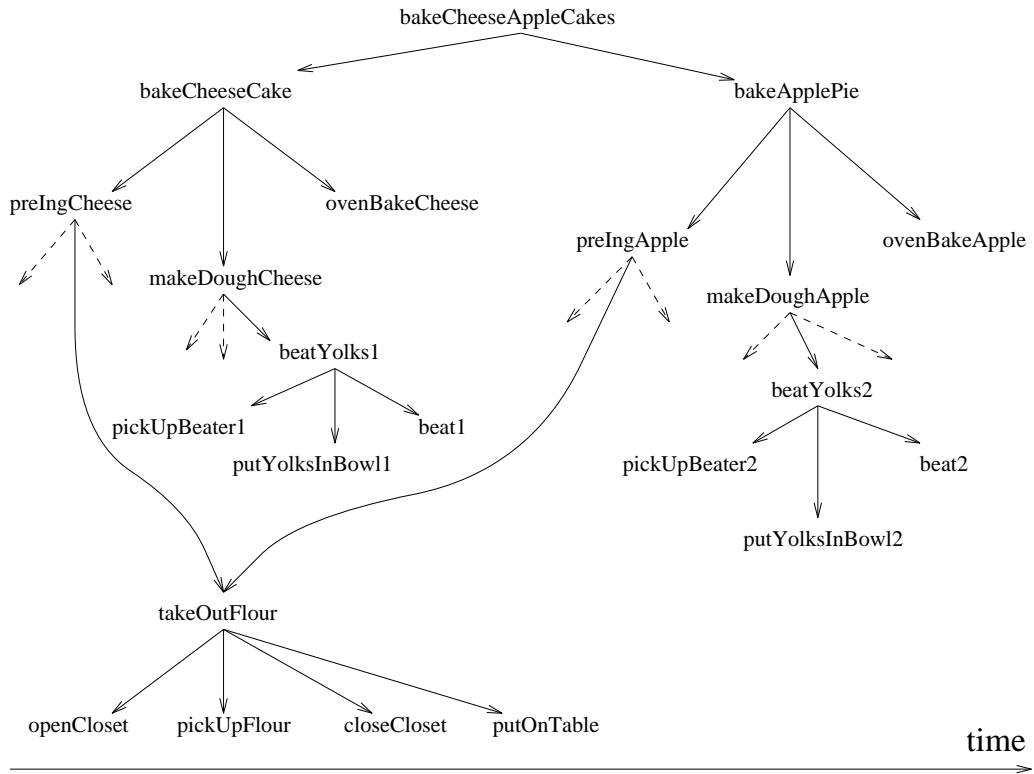 bakeCheeseAppleCakes
bakeCheeseCake
bakeApplePie
preIngCheese
ovenBakeCheese
preIngApple
ovenBakeApple
makeDoughCheese
makeDoughApple
beatYolks1
beatYolks2
pickUpBeater1
beat1
putYolksInBowl1
pickUpBeater2
beat2
putYolksInBowl2
takeOutFlour
openCloset
pickUpFlour
closeCloset
putOnTable
time